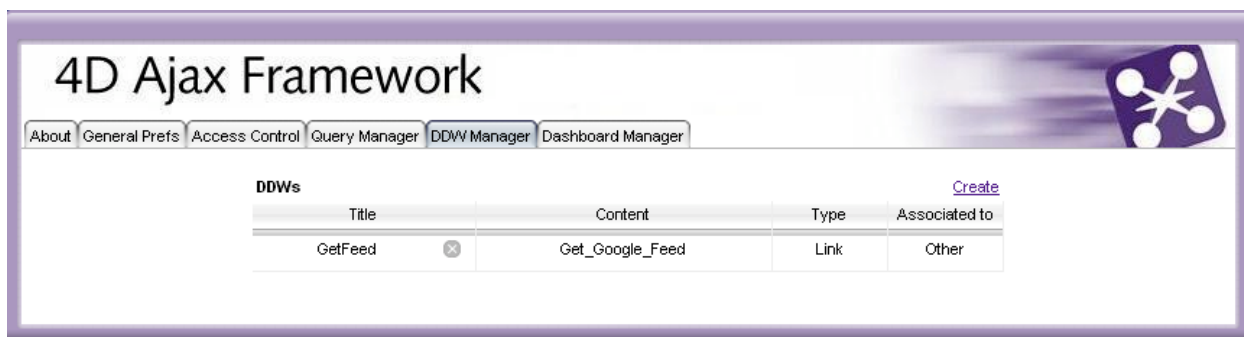 4D Ajax Framework
About General Prefs Access Control Query Manager DDW Manager Dashboard Manager
DDWs Create
Title Content Type Associated to
GetFeed Get_Google_Feed Link Other